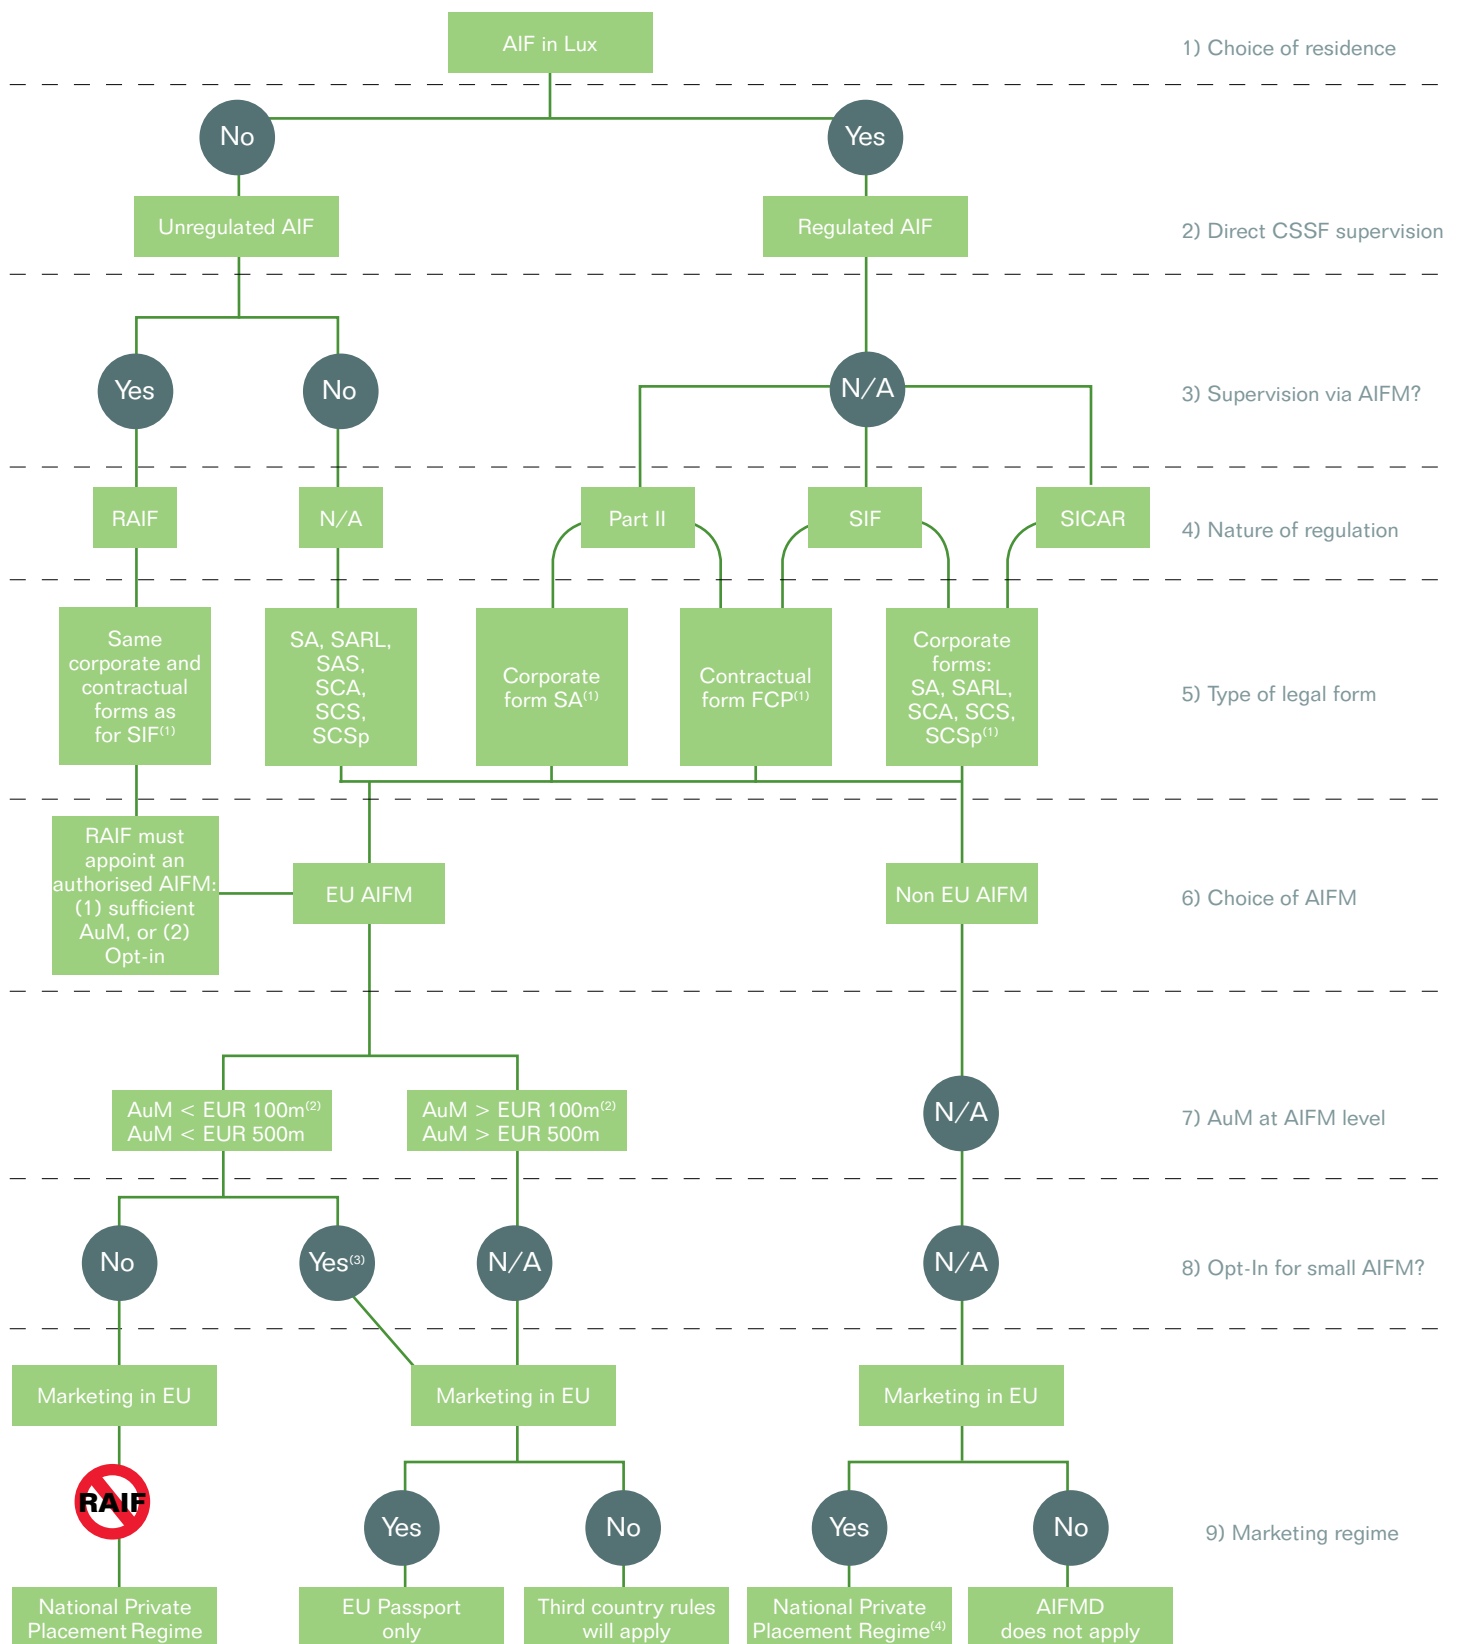 AIF in Lux
1) Choice of residence
No
Yes
Unregulated AIF
Regulated AIF
2) Direct CSSF supervision
Yes
No
N/A
3) Supervision via AIFM?
RAIF
N/A
Part II
SIF
SICAR
4) Nature of regulation
Same
corporate and
contractual
forms as
for SIF(1)
SA, SARL,
SAS,
SCA,
SCS,
SCSp
Corporate
form SA(1)
Contractual
form FCP(1)
Corporate
forms:
SA, SARL,
SCA, SCS,
SCSp(1)
5) Type of legal form
RAIF must
appoint an
authorised AIFM:
(1) sufficient
AuM, or (2)
Opt-in
EU AIFM
Non EU AIFM
6) Choice of AIFM
AuM < EUR 100m(2)
AuM < EUR 500m
AuM > EUR 100m(2)
AuM > EUR 500m
N/A
7) AuM at AIFM level
No
Yes(3)
N/A
N/A
8) Opt-In for small AIFM?
Marketing in EU
Marketing in EU
Marketing in EU
RAIF
Yes
No
Yes
No
9) Marketing regime
National Private
Placement Regime
EU Passport
only
Third country rules
will apply
National Private
Placement Regime(4)
AIFMD
does not apply